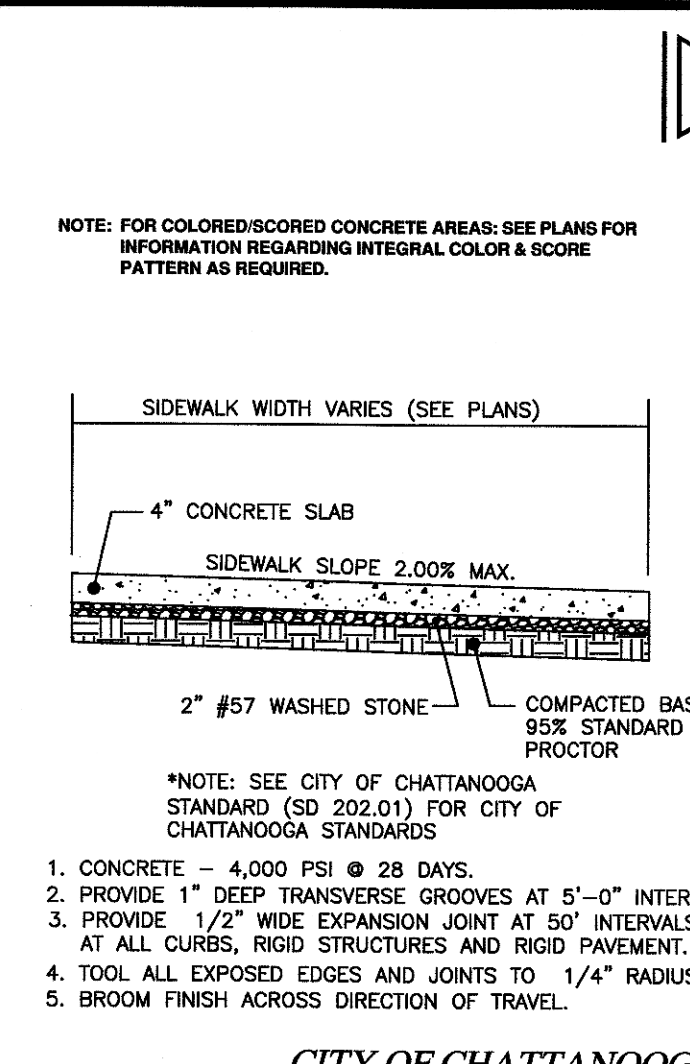 NOTE: FOR COLORED/SCORED CONCRETE AREAS: SEE PLANS FOR
INFORMATION REGARDING INTEGRAL COLOR & SCORE
PATTERN AS REQUIRED.
SIDEWALK WIDTH VARIES (SEE PLANS)
4" CONCRETE SLAB
SIDEWALK SLOPE 2.00% MAX.
2" #57 WASHED STONE
COMPACTED BAS
95% STANDARD
PROCTOR
*NOTE: SEE CITY OF CHATTANOOGA
STANDARD (SD 202.01) FOR CITY OF
CHATTANOOGA STANDARDS
1. CONCRETE – 4,000 PSI @ 28 DAYS.
2. PROVIDE 1" DEEP TRANSVERSE GROOVES AT 5'–0" INTER
3. PROVIDE 1/2" WIDE EXPANSION JOINT AT 50' INTERVALS
AT ALL CURBS, RIGID STRUCTURES AND RIGID PAVEMENT.
4. TOOL ALL EXPOSED EDGES AND JOINTS TO 1/4" RADIUS
5. BROOM FINISH ACROSS DIRECTION OF TRAVEL.
CITY OF CHATTANOOG